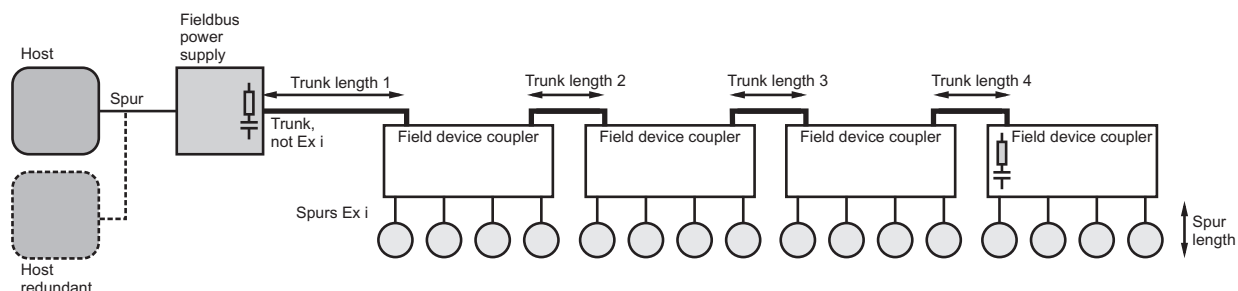 Host
Spur
Fieldbus
power
supply
Trunk length 1
Trunk,
not Ex i
Trunk length 2
Trunk length 3
Trunk length 4
Field device coupler
Field device coupler
Field device coupler
Field device coupler
Spurs Ex i
Spur
length
Host
redundant